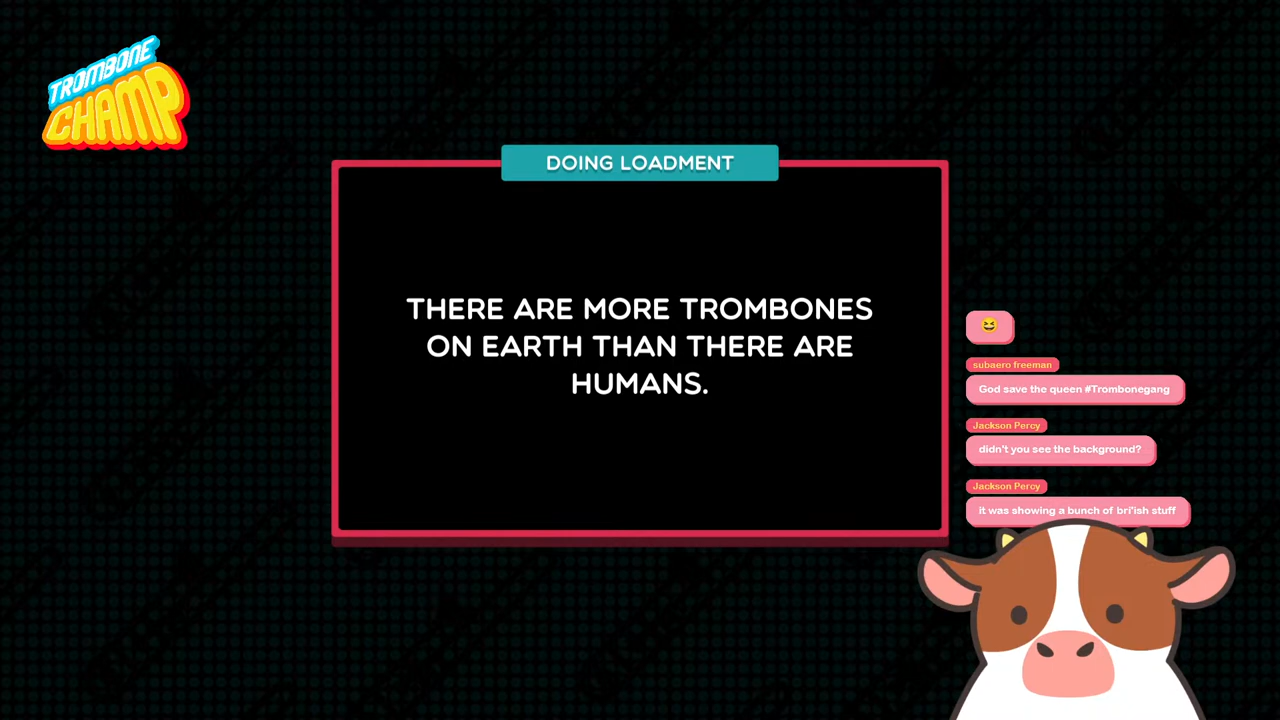 TROMBONE
CHAMP
DOING LOADMENT
THERE ARE MORE TROMBONES
ON EARTH THAN THERE ARE
HUMANS.
subaero freeman
God save the queen #Trombonegang
Jackson Percy
didn't you see the background?
Jackson Percy
it was showing a bunch of bri'ish stuff